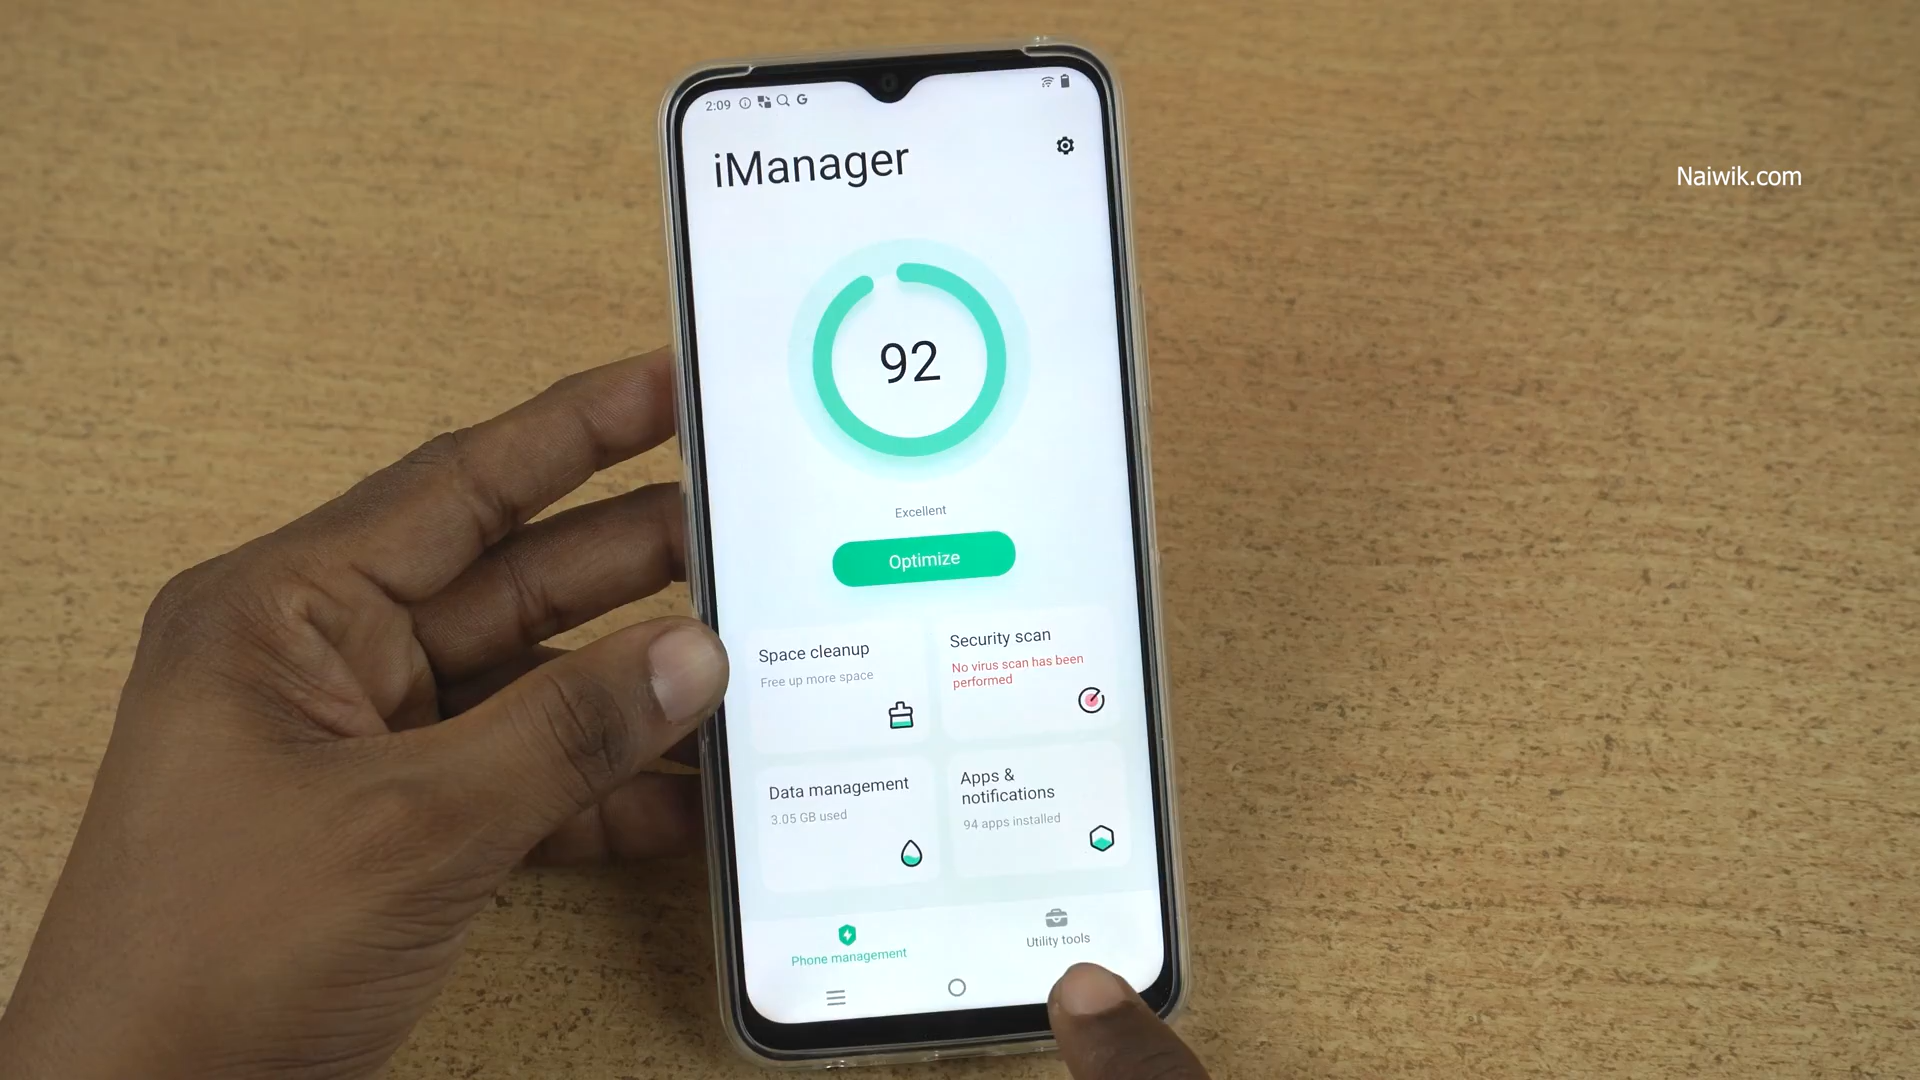 2:09
iManager
Naiwik.com
92
Excellent
Optimize
Space cleanup
Free up more space
Security scan
No virus scan has been
performed
Data management
3.05 GB used
Apps &
notifications
94 apps installed
Phone management
Utility tools